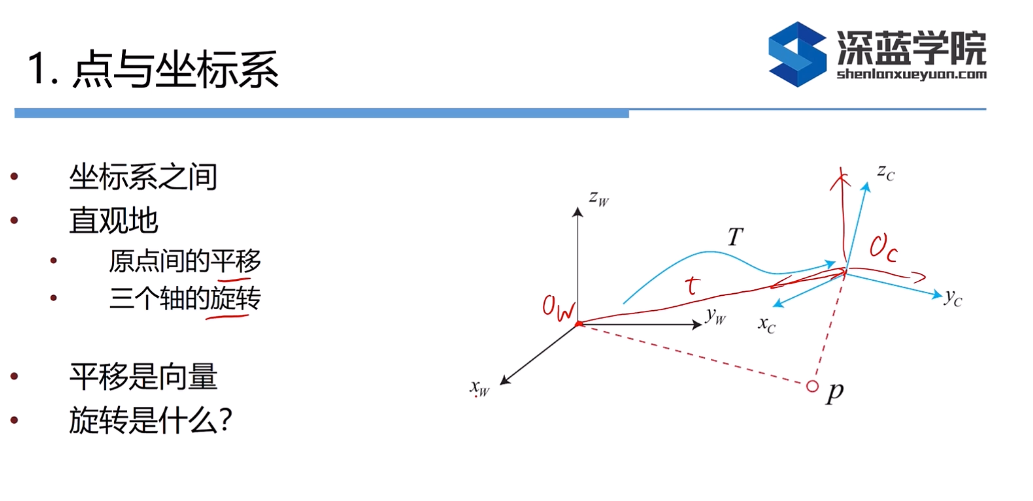 1. 点与坐标系
深蓝学院
shenlanxueyuan.com
• 坐标系之间
• 直观地
• 原点间的平移
• 三个轴的旋转
• 平移是向量
• 旋转是什么?
z_W
T
z_C
O_C
t
O_W
y_W
x_C
y_C
x_W
p